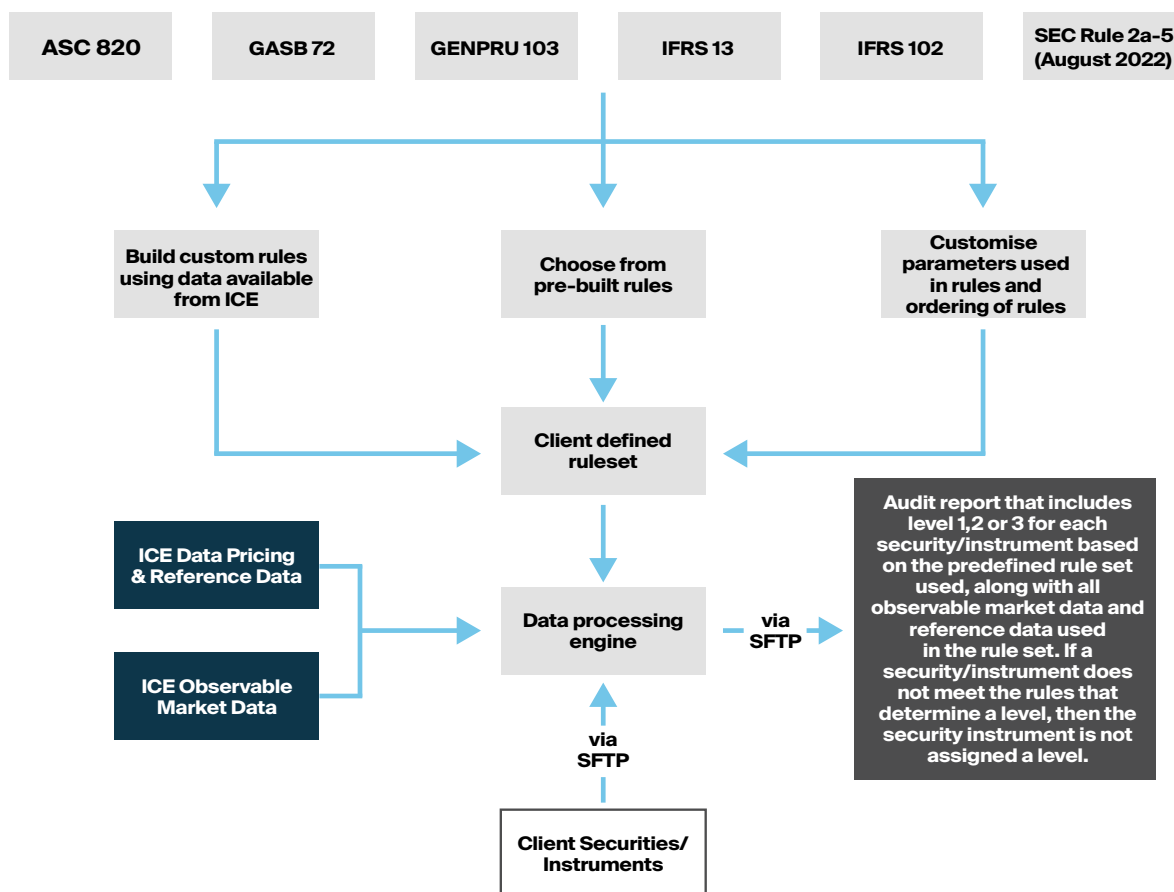 ASC 820
GASB 72
GENPRU 103
IFRS 13
IFRS 102
SEC Rule 2a-5
(August 2022)
Build custom rules
using data available
from ICE
Choose from
pre-built rules
Customise
parameters used
in rules and
ordering of rules
Client defined
ruleset
ICE Data Pricing
& Reference Data
ICE Observable
Market Data
Data processing
engine
via
SFTP
Audit report that includes
level 1,2 or 3 for each
security/instrument based
on the predefined rule set
used, along with all
observable market data and
reference data used
in the rule set. If a
security/instrument does
not meet the rules that
determine a level, then the
security instrument is not
assigned a level.
via
SFTP
Client Securities/
Instruments